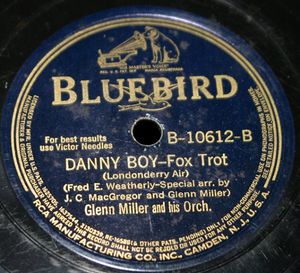 "HIS MASTER'S VOICE"
BLUEBIRD
For best results
use Victor Needles
B-10612-B
DANNY BOY–Fox Trot
(Londonderry Air)
(Fred E. Weatherly-Special arr. by
J. C. MacGregor and Glenn Miller)
Glenn Miller and his Orch.
RCA MANUFACTURING CO., INC., CAMDEN, N.J., U.S.A.